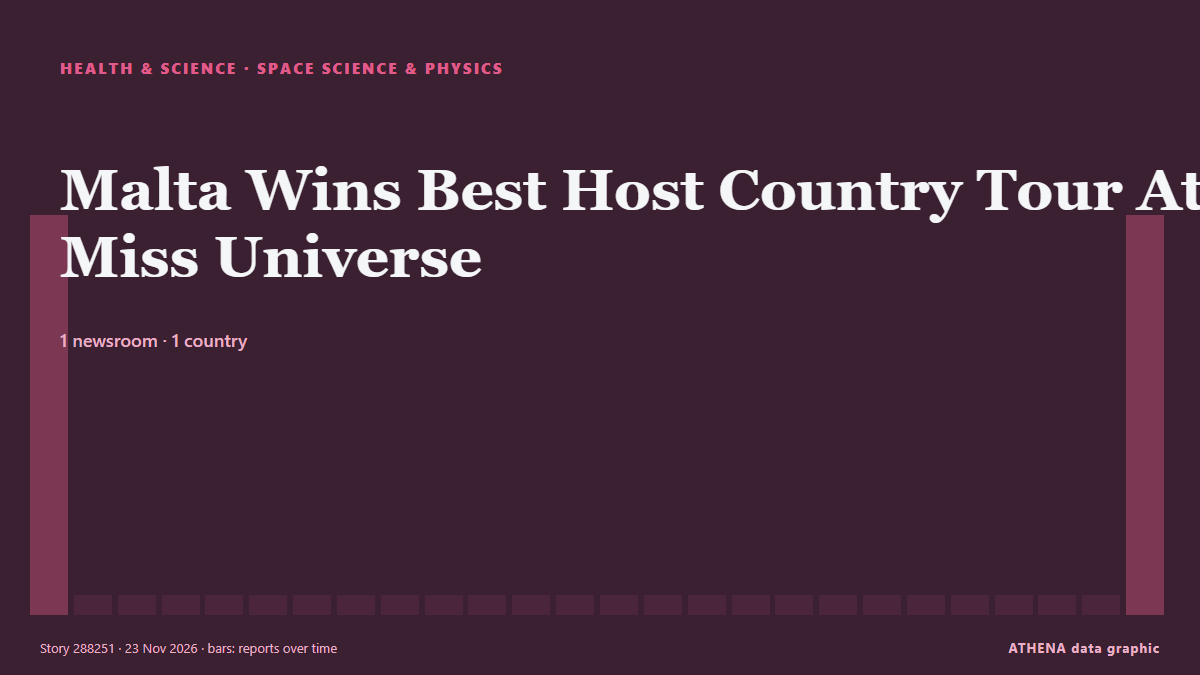 HEALTH & SCIENCE · SPACE SCIENCE & PHYSICS
Malta Wins Best Host Country Tour At
Miss Universe
1 newsroom · 1 country
Story 288251 · 23 Nov 2026 · bars: reports over time
ATHENA data graphic